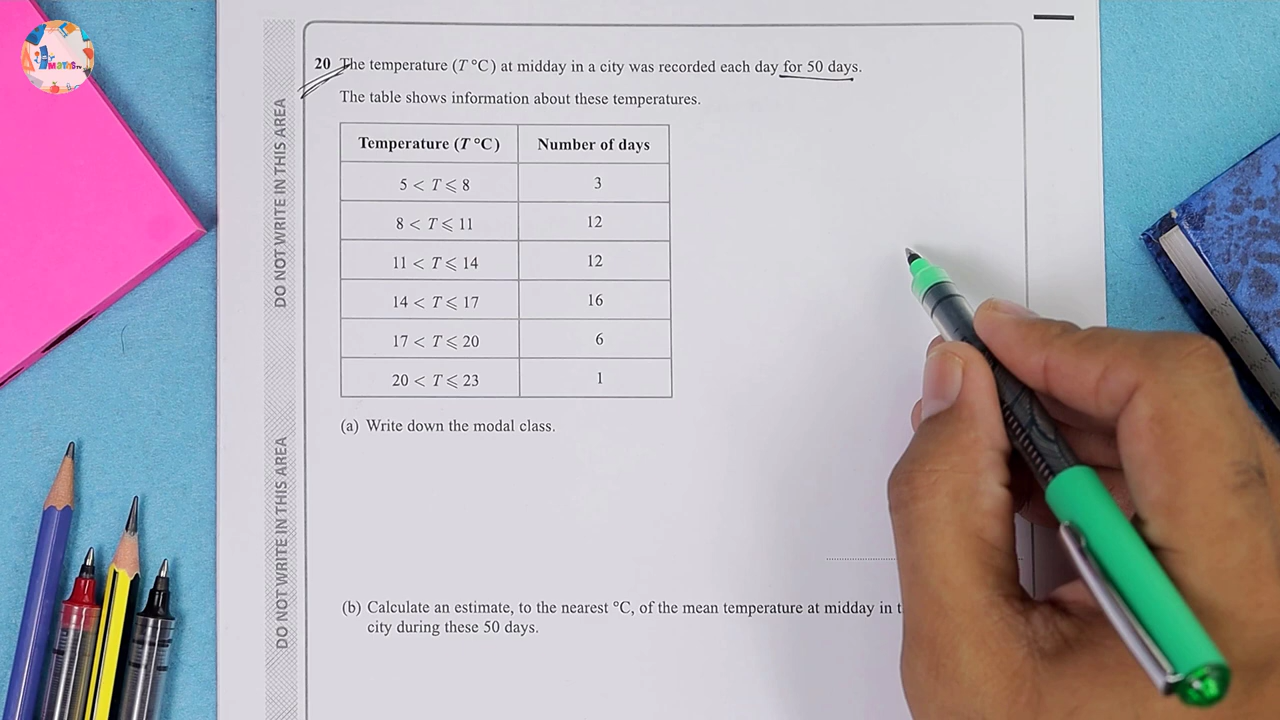 MATHS TV
20 The temperature (T °C) at midday in a city was recorded each day for 50 days.
The table shows information about these temperatures.
Temperature (T °C) Number of days
5 < T ⩽ 8 3
8 < T ⩽ 11 12
11 < T ⩽ 14 12
14 < T ⩽ 17 16
17 < T ⩽ 20 6
20 < T ⩽ 23 1
(a) Write down the modal class.
(b) Calculate an estimate, to the nearest °C, of the mean temperature at midday in
city during these 50 days.
DO NOT WRITE IN THIS AREA
DO NOT WRITE IN THIS AREA